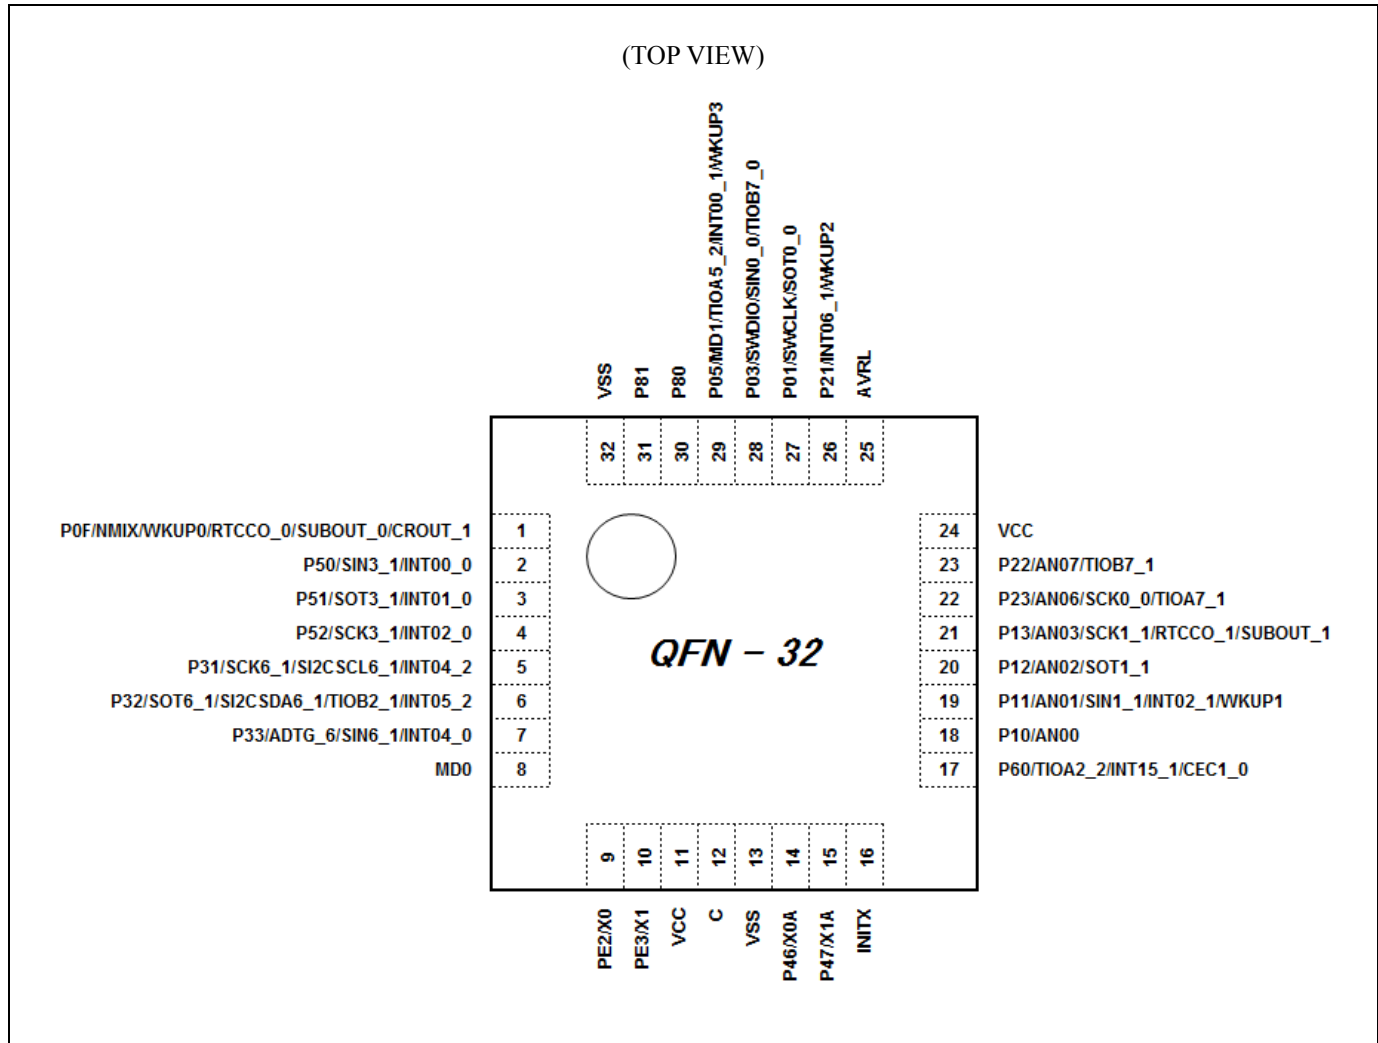 (TOP VIEW)
VSS
P81
P80
P05/MD1/TIOA5_2/INT00_1/WKUP3
P03/SWDIO/SIN0_0/TIOB7_0
P01/SWCLK/SOT0_0
P21/INT06_1/WKUP2
AVRL
32 31 30 29 28 27 26 25
P0F/NMIX/WKUP0/RTCCO_0/SUBOUT_0/CROUT_1 1
P50/SIN3_1/INT00_0 2
P51/SOT3_1/INT01_0 3
P52/SCK3_1/INT02_0 4
P31/SCK6_1/SI2CSCL6_1/INT04_2 5
P32/SOT6_1/SI2CSDA6_1/TIOB2_1/INT05_2 6
P33/ADTG_6/SIN6_1/INT04_0 7
MD0 8
QFN - 32
24 VCC
23 P22/AN07/TIOB7_1
22 P23/AN06/SCK0_0/TIOA7_1
21 P13/AN03/SCK1_1/RTCCO_1/SUBOUT_1
20 P12/AN02/SOT1_1
19 P11/AN01/SIN1_1/INT02_1/WKUP1
18 P10/AN00
17 P60/TIOA2_2/INT15_1/CEC1_0
9 10 11 12 13 14 15 16
PE2/X0
PE3/X1
VCC
C
VSS
P46/X0A
P47/X1A
INITX